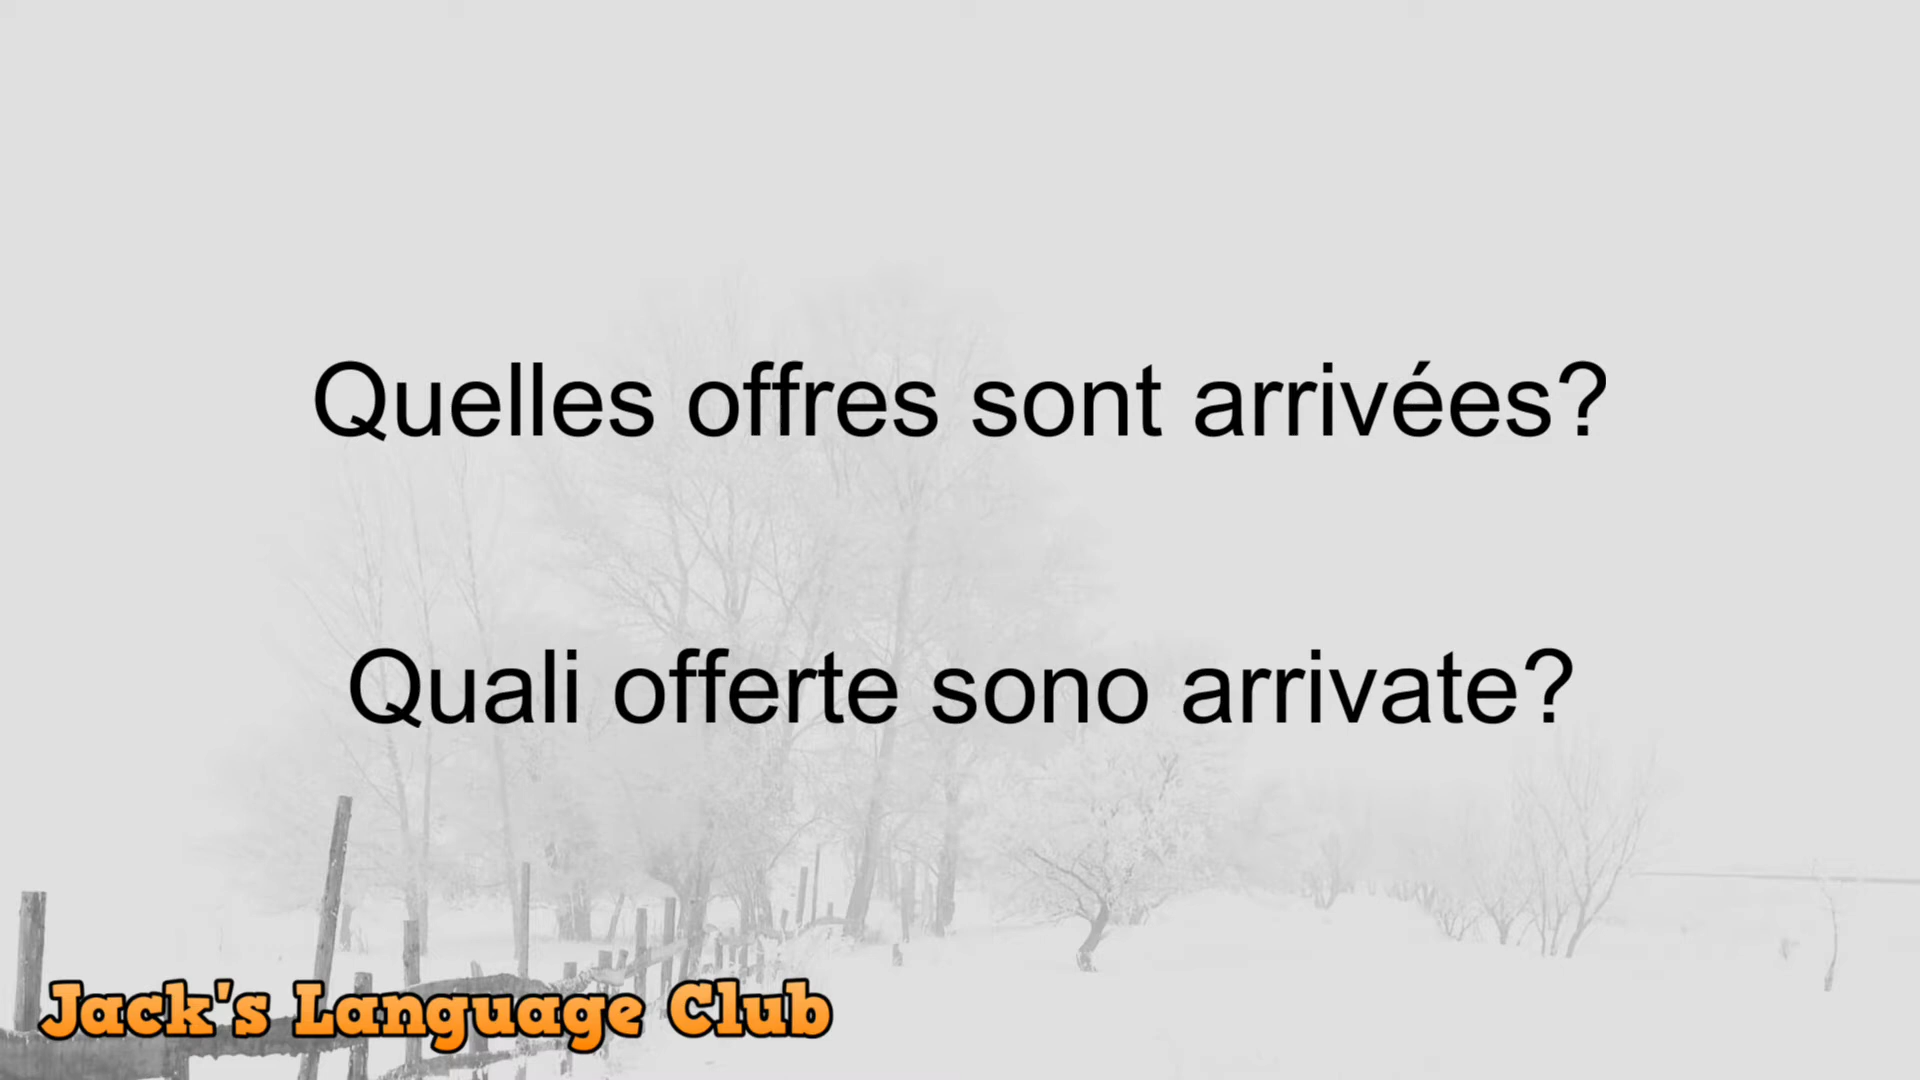 Quelles offres sont arrivées?
Quali offerte sono arrivate?
Jack's Language Club